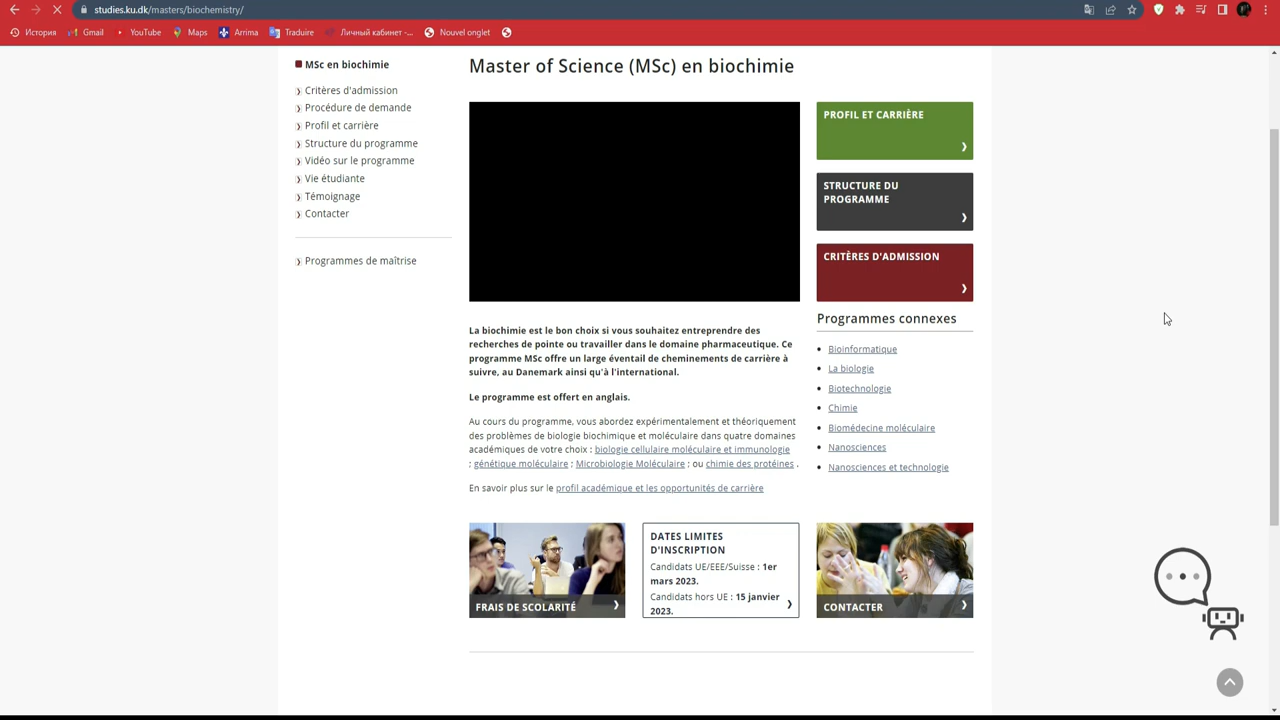 studies.ku.dk/masters/biochemistry/
История Gmail YouTube Maps Arrima Traduire Личный кабинет -... Nouvel onglet
MSc en biochimie
Critères d'admission
Procédure de demande
Profil et carrière
Structure du programme
Vidéo sur le programme
Vie étudiante
Témoignage
Contacter
Programmes de maîtrise
Master of Science (MSc) en biochimie
La biochimie est le bon choix si vous souhaitez entreprendre des
recherches de pointe ou travailler dans le domaine pharmaceutique. Ce
programme MSc offre un large éventail de cheminements de carrière à
suivre, au Danemark ainsi qu'à l'international.
Le programme est offert en anglais.
Au cours du programme, vous abordez expérimentalement et théoriquement
des problèmes de biologie biochimique et moléculaire dans quatre domaines
académiques de votre choix : biologie cellulaire moléculaire et immunologie
; génétique moléculaire ; Microbiologie Moléculaire ; ou chimie des protéines .
En savoir plus sur le profil académique et les opportunités de carrière
PROFIL ET CARRIÈRE
STRUCTURE DU
PROGRAMME
CRITÈRES D'ADMISSION
Programmes connexes
Bioinformatique
La biologie
Biotechnologie
Chimie
Biomédecine moléculaire
Nanosciences
Nanosciences et technologie
FRAIS DE SCOLARITÉ
DATES LIMITES
D'INSCRIPTION
Candidats UE/EEE/Suisse : 1er
mars 2023.
Candidats hors UE : 15 janvier
2023.
CONTACTER